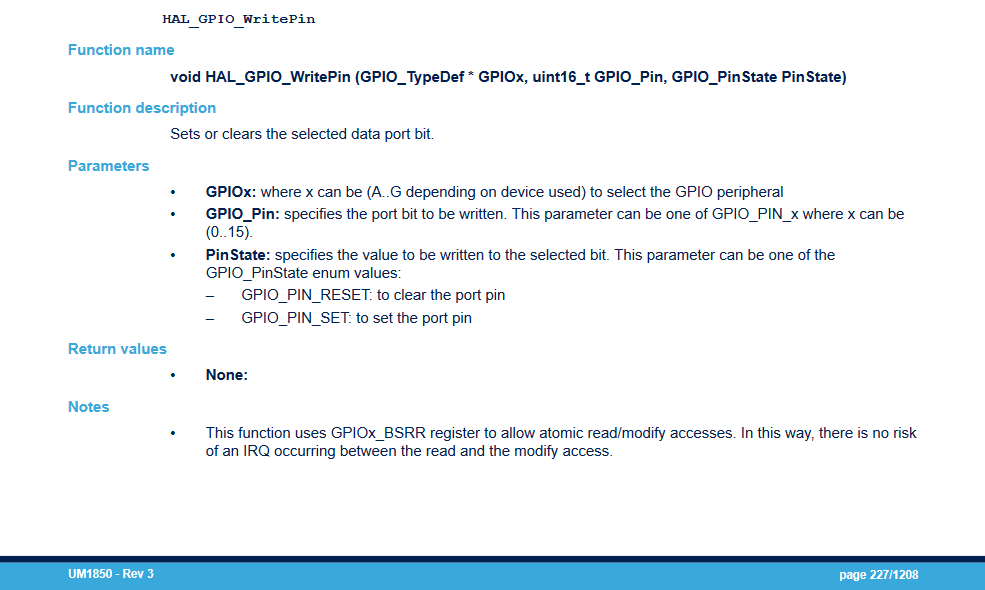 HAL_GPIO_WritePin
Function name
void HAL_GPIO_WritePin (GPIO_TypeDef * GPIOx, uint16_t GPIO_Pin, GPIO_PinState PinState)
Function description
Sets or clears the selected data port bit.
Parameters
• GPIOx: where x can be (A..G depending on device used) to select the GPIO peripheral
• GPIO_Pin: specifies the port bit to be written. This parameter can be one of GPIO_PIN_x where x can be
(0..15).
• PinState: specifies the value to be written to the selected bit. This parameter can be one of the
GPIO_PinState enum values:
– GPIO_PIN_RESET: to clear the port pin
– GPIO_PIN_SET: to set the port pin
Return values
• None:
Notes
• This function uses GPIOx_BSRR register to allow atomic read/modify accesses. In this way, there is no risk
of an IRQ occurring between the read and the modify access.
UM1850 - Rev 3
page 227/1208